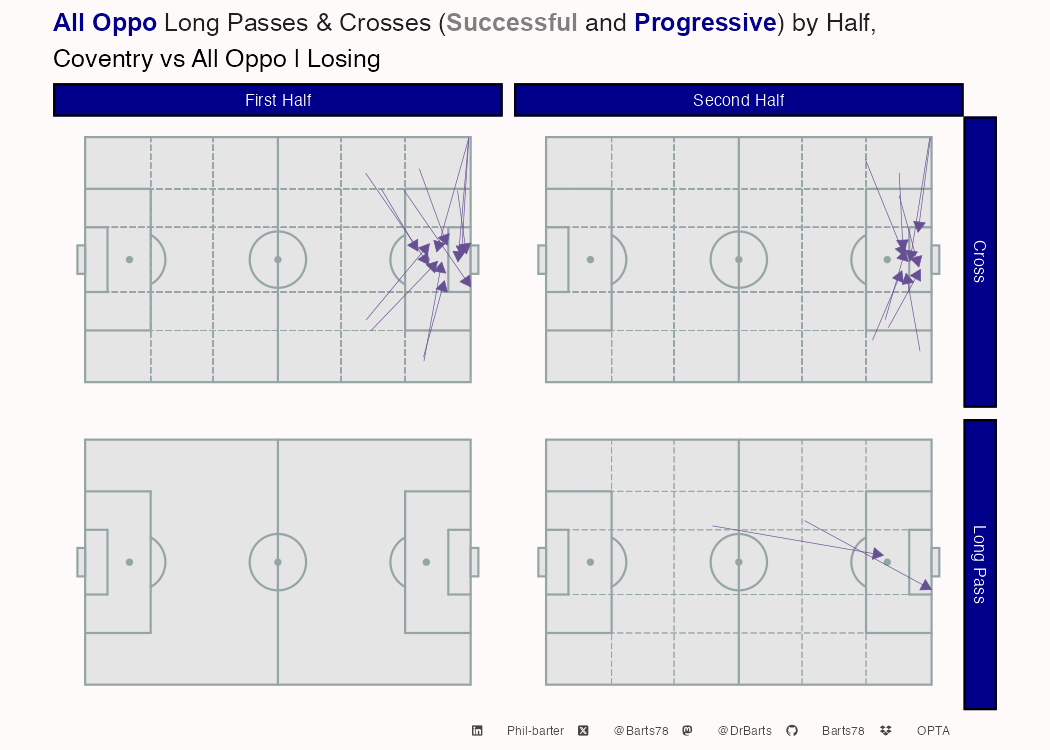 All Oppo Long Passes & Crosses (Successful and Progressive) by Half,
Coventry vs All Oppo | Losing
First Half
Second Half
Cross
Long Pass
Phil-barter @Barts78 @DrBarts Barts78 OPTA